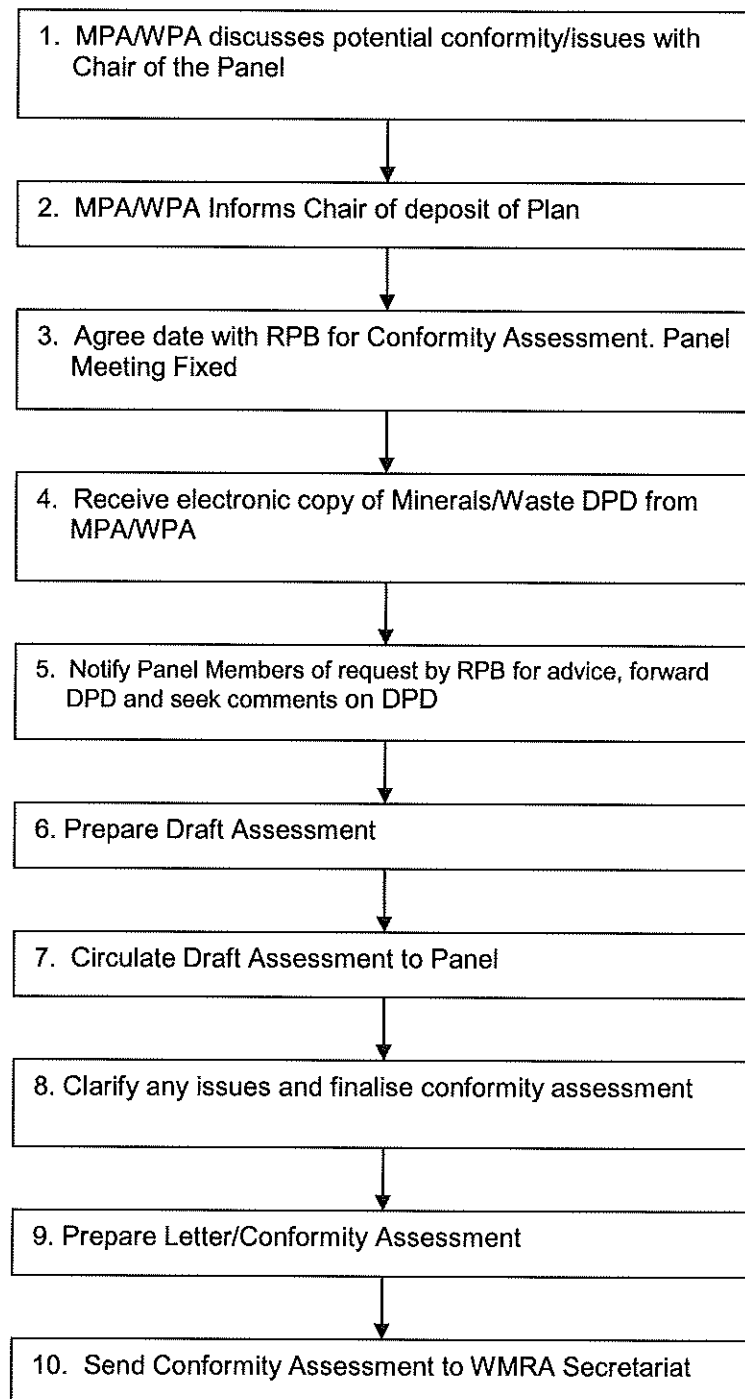 1. MPA/WPA discusses potential conformity/issues with
Chair of the Panel
2. MPA/WPA Informs Chair of deposit of Plan
3. Agree date with RPB for Conformity Assessment. Panel
Meeting Fixed
4. Receive electronic copy of Minerals/Waste DPD from
MPA/WPA
5. Notify Panel Members of request by RPB for advice, forward
DPD and seek comments on DPD
6. Prepare Draft Assessment
7. Circulate Draft Assessment to Panel
8. Clarify any issues and finalise conformity assessment
9. Prepare Letter/Conformity Assessment
10. Send Conformity Assessment to WMRA Secretariat